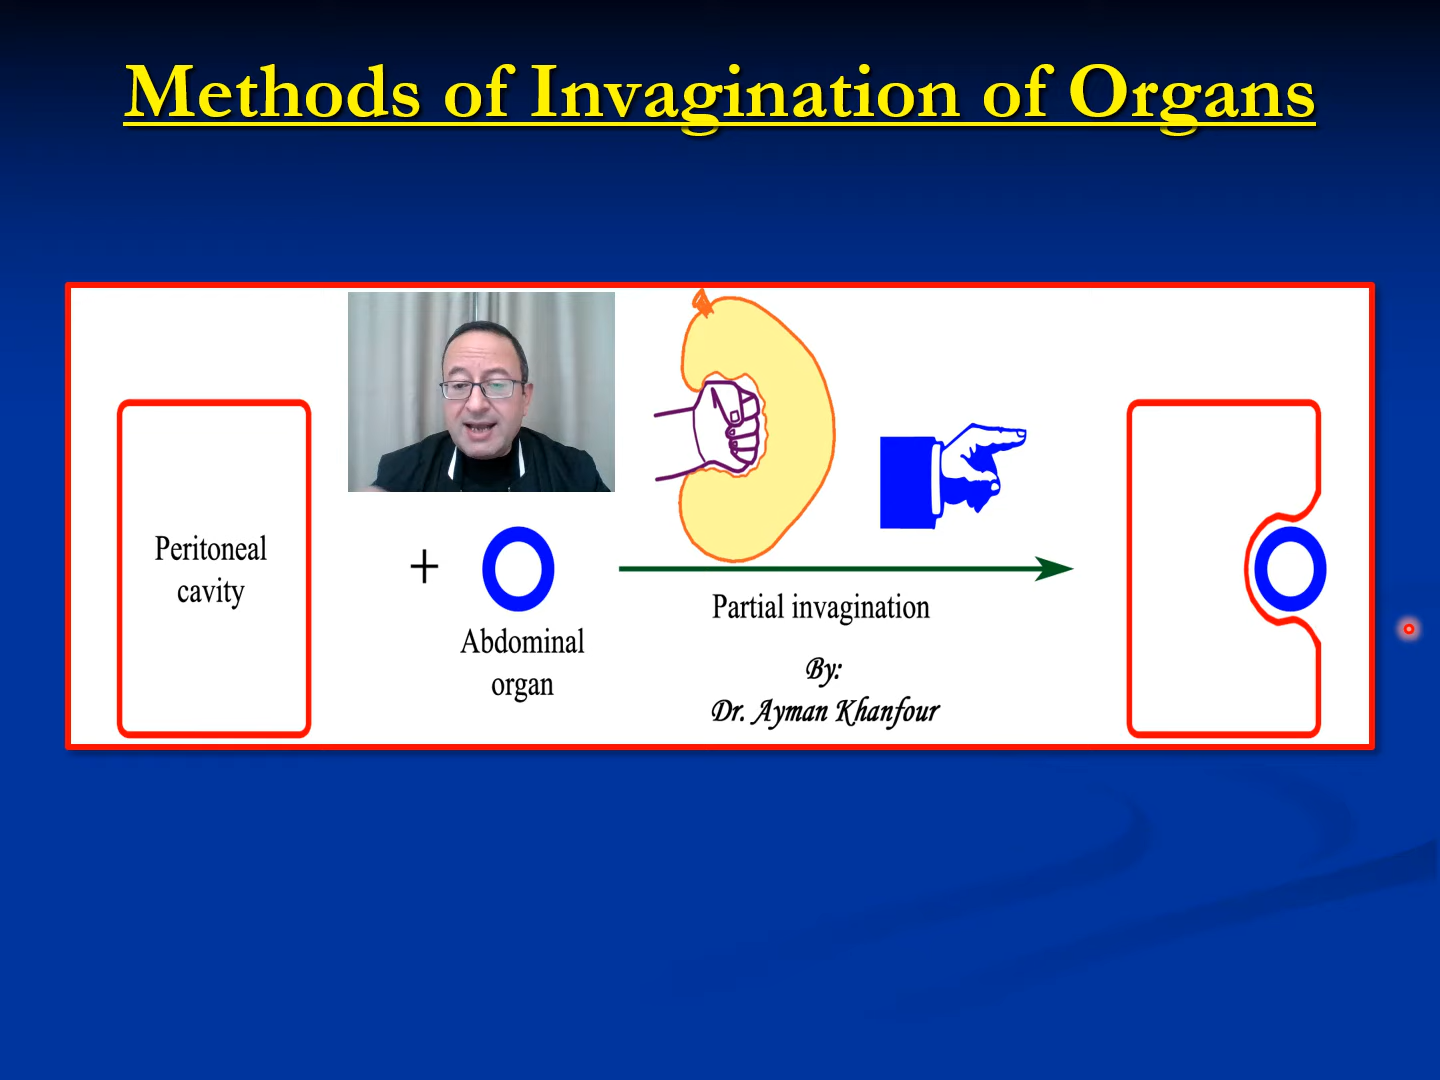 Methods of Invagination of Organs
Peritoneal
cavity
+
Abdominal
organ
Partial invagination
By:
Dr. Ayman Khanfour